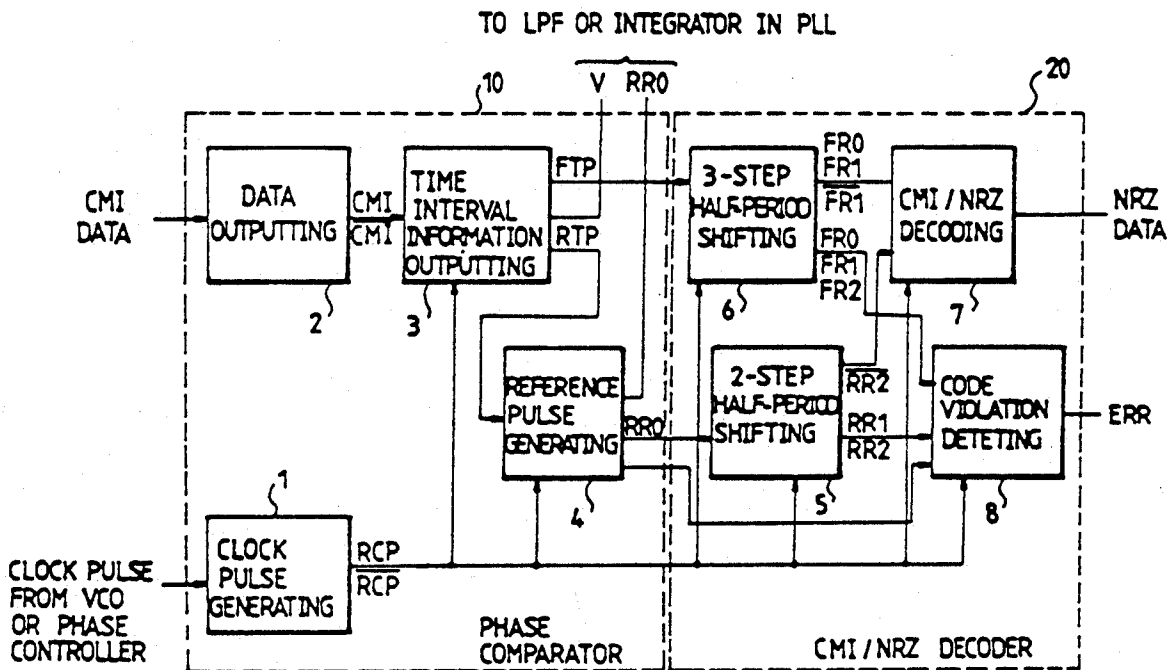 TO LPF OR INTEGRATOR IN PLL
V RR0
10
20
CMI
DATA
DATA
OUTPUTTING
2
CMI
CMI
TIME
INTERVAL
INFORMATION
OUTPUTTING
3
FTP
RTP
3-STEP
HALF-PERIOD
SHIFTING
6
FR0
FR1
FR1
FR0
FR1
FR2
CMI/NRZ
DECODING
7
NRZ
DATA
REFERENCE
PULSE
GENERATING
4
RR0
2-STEP
HALF-PERIOD
SHIFTING
5
RR2
RR1
RR2
CODE
VIOLATION
DETETING
8
ERR
1
CLOCK
PULSE
GENERATING
RCP
RCP
CLOCK PULSE
FROM VCO
OR PHASE
CONTROLLER
PHASE
COMPARATOR
CMI/NRZ DECODER